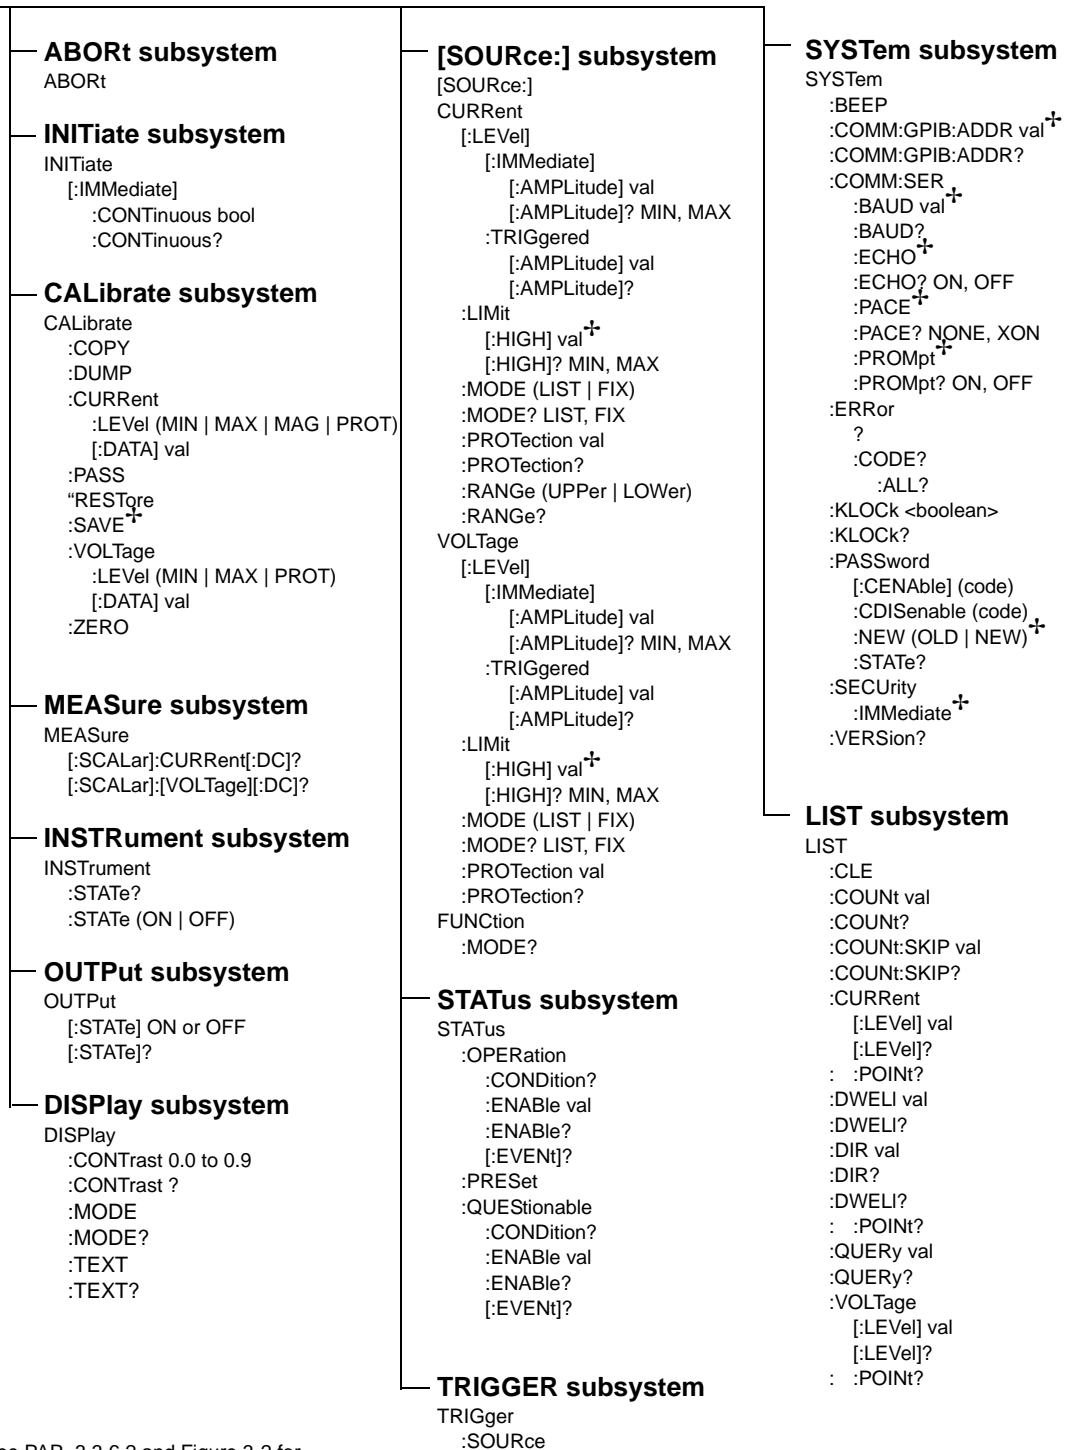 ABORt subsystem
ABORt
INITiate subsystem
INITiate
[:IMMediate]
:CONTinuous bool
:CONTinuous?
CALibrate subsystem
CALibrate
:COPY
:DUMP
:CURRent
:LEVel (MIN | MAX | MAG | PROT)
[:DATA] val
:PASS
“RESTore
:SAVE✢
:VOLTage
:LEVel (MIN | MAX | PROT)
[:DATA] val
:ZERO
MEASure subsystem
MEASure
[:SCALar]:CURRent[:DC]?
[:SCALar]:[VOLTage][:DC]?
INSTRument subsystem
INSTrument
:STATe?
:STATe (ON | OFF)
OUTPut subsystem
OUTPut
[:STATe] ON or OFF
[:STATe]?
DISPlay subsystem
DISPlay
:CONTrast 0.0 to 0.9
:CONTrast ?
:MODE
:MODE?
:TEXT
:TEXT?
[SOURce:] subsystem
[SOURce:]
CURRent
[:LEVel]
[:IMMediate]
[:AMPLitude] val
[:AMPLitude]? MIN, MAX
:TRIGgered
[:AMPLitude] val
[:AMPLitude]?
:LIMit
[:HIGH] val✢
[:HIGH]? MIN, MAX
:MODE (LIST | FIX)
:MODE? LIST, FIX
:PROTection val
:PROTection?
:RANGe (UPPer | LOWer)
:RANGe?
VOLTage
[:LEVel]
[:IMMediate]
[:AMPLitude] val
[:AMPLitude]? MIN, MAX
:TRIGgered
[:AMPLitude] val
[:AMPLitude]?
:LIMit
[:HIGH] val✢
[:HIGH]? MIN, MAX
:MODE (LIST | FIX)
:MODE? LIST, FIX
:PROTection val
:PROTection?
FUNCtion
:MODE?
STATus subsystem
STATus
:OPERation
:CONDition?
:ENABle val
:ENABle?
[:EVENt]?
:PRESet
:QUEStionable
:CONDition?
:ENABle val
:ENABle?
[:EVENt]?
TRIGGER subsystem
TRIGger
:SOURce
SYSTem subsystem
SYSTem
:BEEP
:COMM:GPIB:ADDR val✢
:COMM:GPIB:ADDR?
:COMM:SER
:BAUD val✢
:BAUD?
:ECHO✢
:ECHO? ON, OFF
:PACE✢
:PACE? NONE, XON
:PROMpt✢
:PROMpt? ON, OFF
:ERRor
?
:CODE?
:ALL?
:KLOCk <boolean>
:KLOCk?
:PASSword
[:CENAble] (code)
:CDISenable (code)
:NEW (OLD | NEW)✢
:STATe?
:SECUrity
:IMMediate✢
:VERSion?
LIST subsystem
LIST
:CLE
:COUNt val
:COUNt?
:COUNt:SKIP val
:COUNt:SKIP?
:CURRent
[:LEVel] val
[:LEVel]?
: :POINt?
:DWELl val
:DWELl?
:DIR val
:DIR?
:DWELl?
: :POINt?
:QUERy val
:QUERy?
:VOLTage
[:LEVel] val
[:LEVel]?
: :POINt?